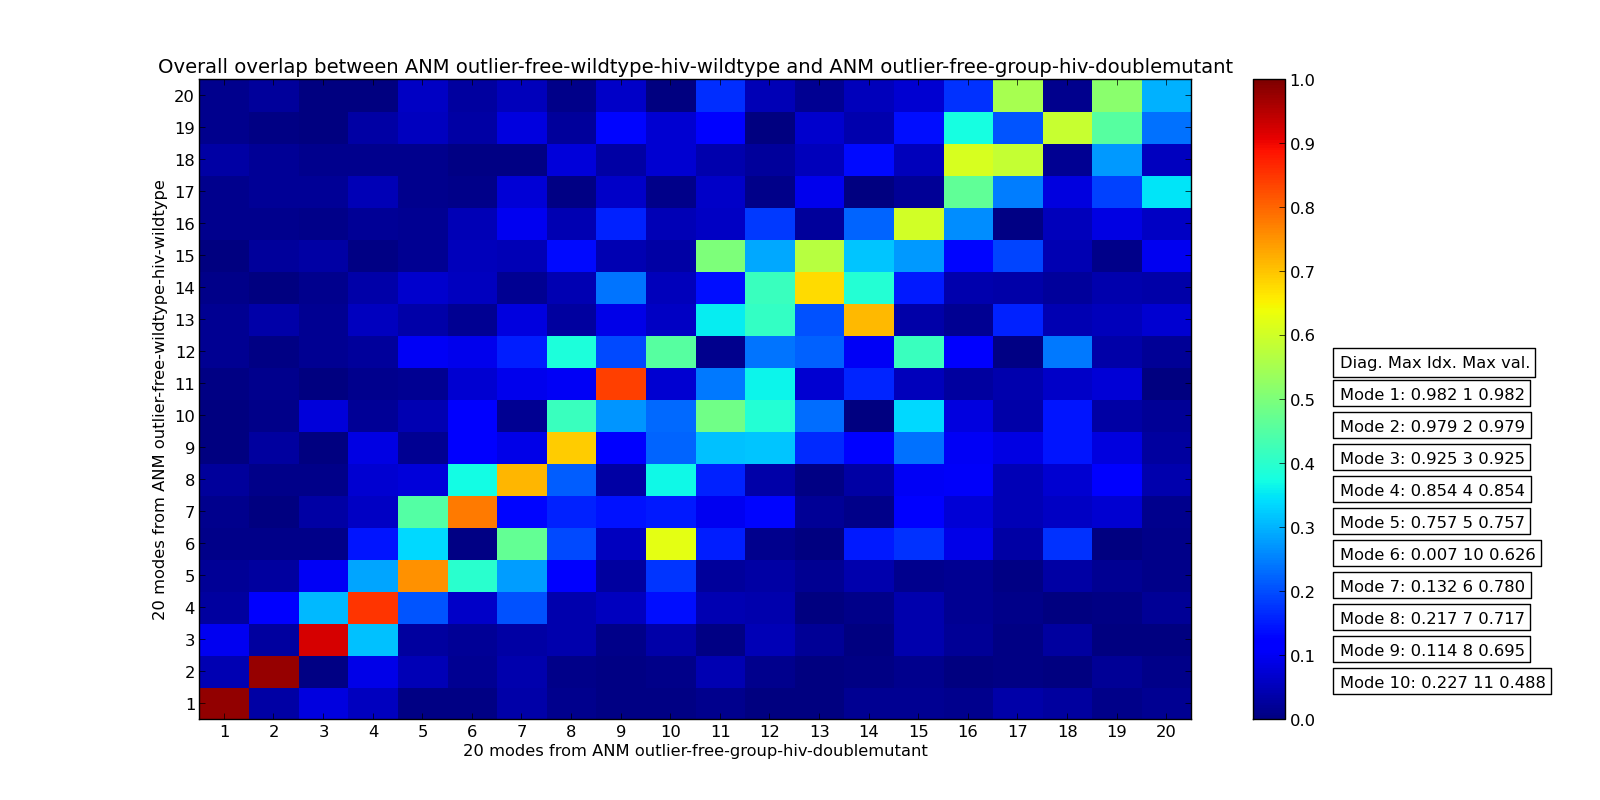 Overall overlap between ANM outlier-free-wildtype-hiv-wildtype and ANM outlier-free-group-hiv-doublemutant
20 modes from ANM outlier-free-wildtype-hiv-wildtype
20
19
18
17
16
15
14
13
12
11
10
9
8
7
6
5
4
3
2
1
1 2 3 4 5 6 7 8 9 10 11 12 13 14 15 16 17 18 19 20
20 modes from ANM outlier-free-group-hiv-doublemutant
1.0
0.9
0.8
0.7
0.6
0.5
0.4
0.3
0.2
0.1
0.0
Diag. Max Idx. Max val.
Mode 1: 0.982 1 0.982
Mode 2: 0.979 2 0.979
Mode 3: 0.925 3 0.925
Mode 4: 0.854 4 0.854
Mode 5: 0.757 5 0.757
Mode 6: 0.007 10 0.626
Mode 7: 0.132 6 0.780
Mode 8: 0.217 7 0.717
Mode 9: 0.114 8 0.695
Mode 10: 0.227 11 0.488